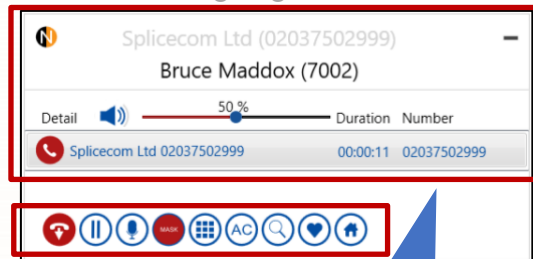 N Splicecom Ltd (02037502999)
Bruce Maddox (7002)
50 %
Detail Duration Number
Splicecom Ltd 02037502999 00:00:11 02037502999
MASK AC